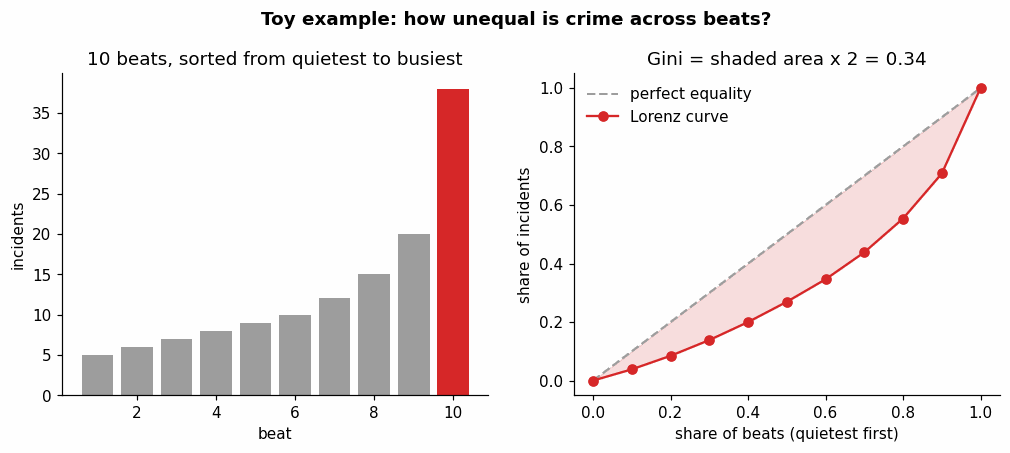 Toy example: how unequal is crime across beats?
10 beats, sorted from quietest to busiest
incidents
35
30
25
20
15
10
5
0
2 4 6 8 10
beat
Gini = shaded area x 2 = 0.34
perfect equality
Lorenz curve
share of incidents
1.0
0.8
0.6
0.4
0.2
0.0
0.0 0.2 0.4 0.6 0.8 1.0
share of beats (quietest first)